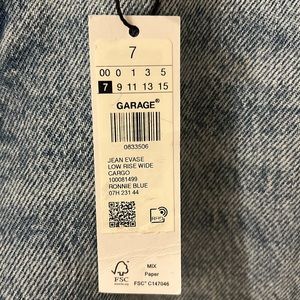 7
00 0 1 3 5
7 9 11 13 15
GARAGE®
0833506
JEAN EVASE
LOW RISE WIDE
CARGO
100081499
RONNIE BLUE
07H 231 44
FSC
MIX
Paper
FSC® C147046